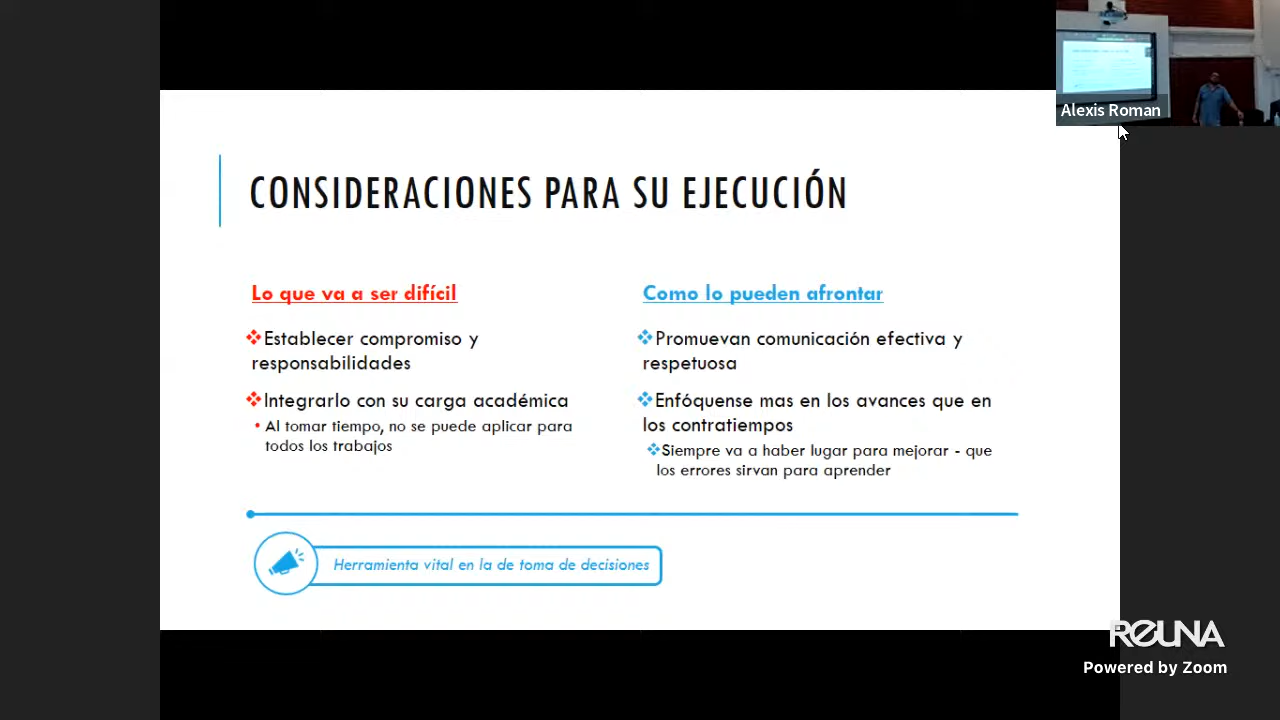 Alexis Roman
CONSIDERACIONES PARA SU EJECUCIÓN
Lo que va a ser difícil
Establecer compromiso y
responsabilidades
Integrarlo con su carga académica
Al tomar tiempo, no se puede aplicar para
todos los trabajos
Como lo pueden afrontar
Promuevan comunicación efectiva y
respetuosa
Enfóquense mas en los avances que en
los contratiempos
Siempre va a haber lugar para mejorar - que
los errores sirvan para aprender
Herramienta vital en la de toma de decisiones
REUNA
Powered by Zoom